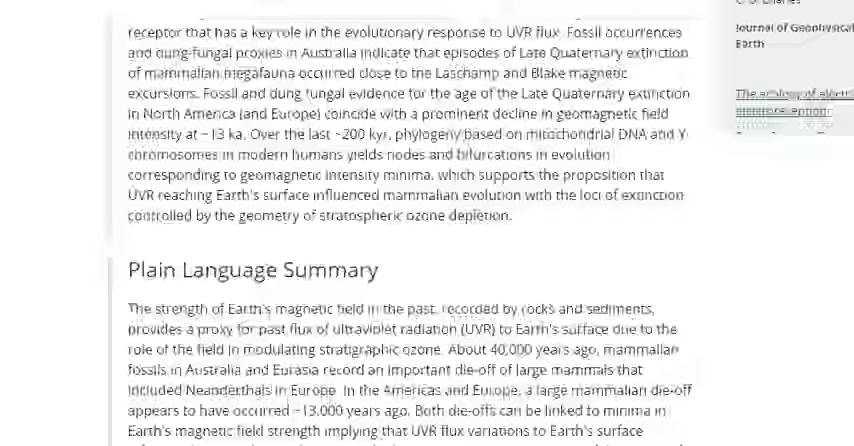 receptor that has a key role in the evolutionary response to UVR flux. Fossil occurrences
and dung-fungal proxies in Australia indicate that episodes of Late Quaternary extinction
of mammalian megafauna occurred close to the Laschamp and Blake magnetic
excursions. Fossil and dung fungal evidence for the age of the Late Quaternary extinction
in North America (and Europe) coincide with a prominent decline in geomagnetic field
intensity at ~13 ka. Over the last ~200 kyr, phylogeny based on mitochondrial DNA and Y-
chromosomes in modern humans yields nodes and bifurcations in evolution
corresponding to geomagnetic intensity minima, which supports the proposition that
UVR reaching Earth's surface influenced mammalian evolution with the loci of extinction
controlled by the geometry of stratospheric ozone depletion.
Plain Language Summary
The strength of Earth's magnetic field in the past, recorded by rocks and sediments,
provides a proxy for past flux of ultraviolet radiation (UVR) to Earth's surface due to the
role of the field in modulating stratigraphic ozone. About 40,000 years ago, mammalian
fossils in Australia and Eurasia record an important die-off of large mammals that
included Neanderthals in Europe. In the Americas and Europe, a large mammalian die-off
appears to have occurred ~13,000 years ago. Both die-offs can be linked to minima in
Earth's magnetic field strength implying that UVR flux variations to Earth's surface
Journal of Geophysical
Earth
The ecology of